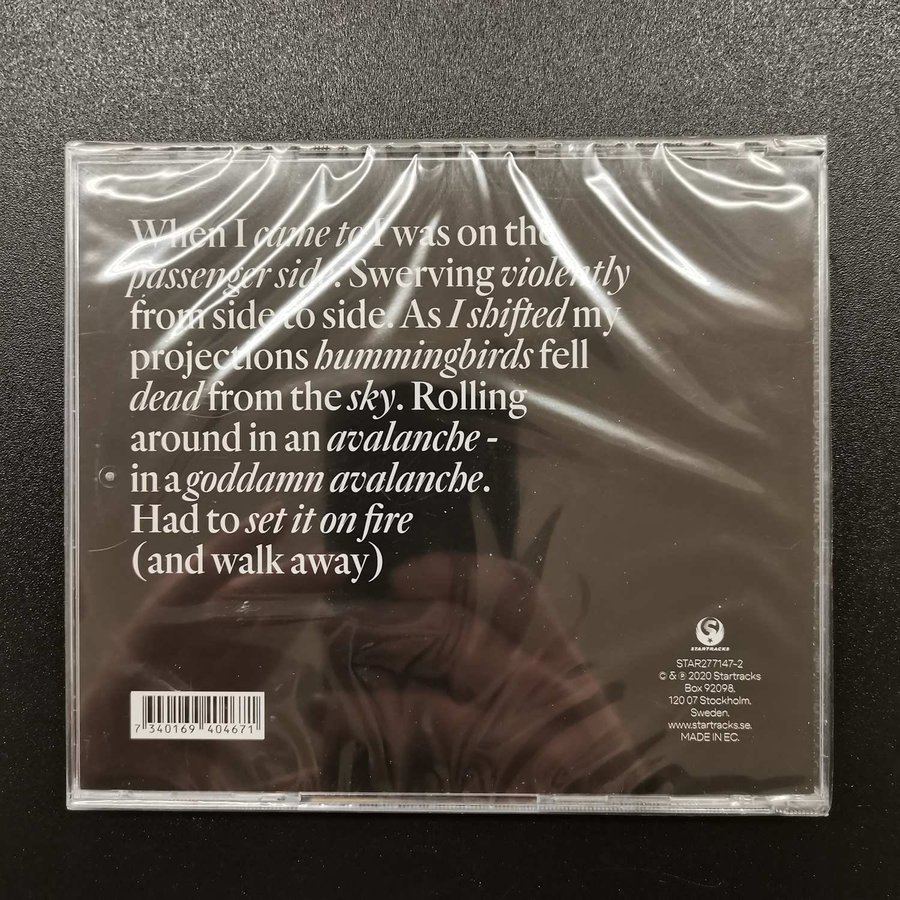 When I came to I was on the
passenger side. Swerving violently
from side to side. As I shifted my
projections hummingbirds fell
dead from the sky. Rolling
around in an avalanche -
in a goddamn avalanche.
Had to set it on fire
(and walk away)
STARTRACKS
STAR277147-2
© & ℗ 2020 Startracks
Box 92098.
120 07 Stockholm.
Sweden.
www.startracks.se.
MADE IN EC.
7 340169 404671